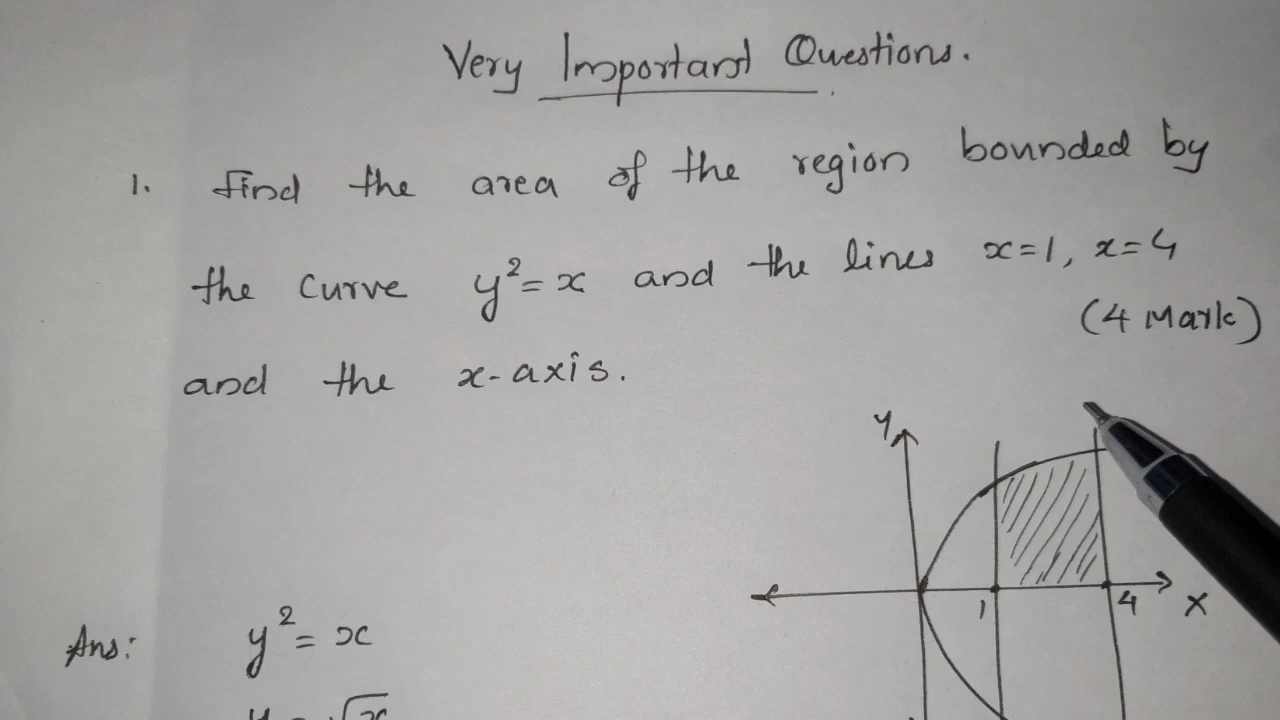 Very Important Questions.
1. Find the area of the region bounded by
the curve y²=x and the lines x=1, x=4
(4 Mark)
and the x-axis.
Y
1 4 X
Ans: y²=x
y = √x